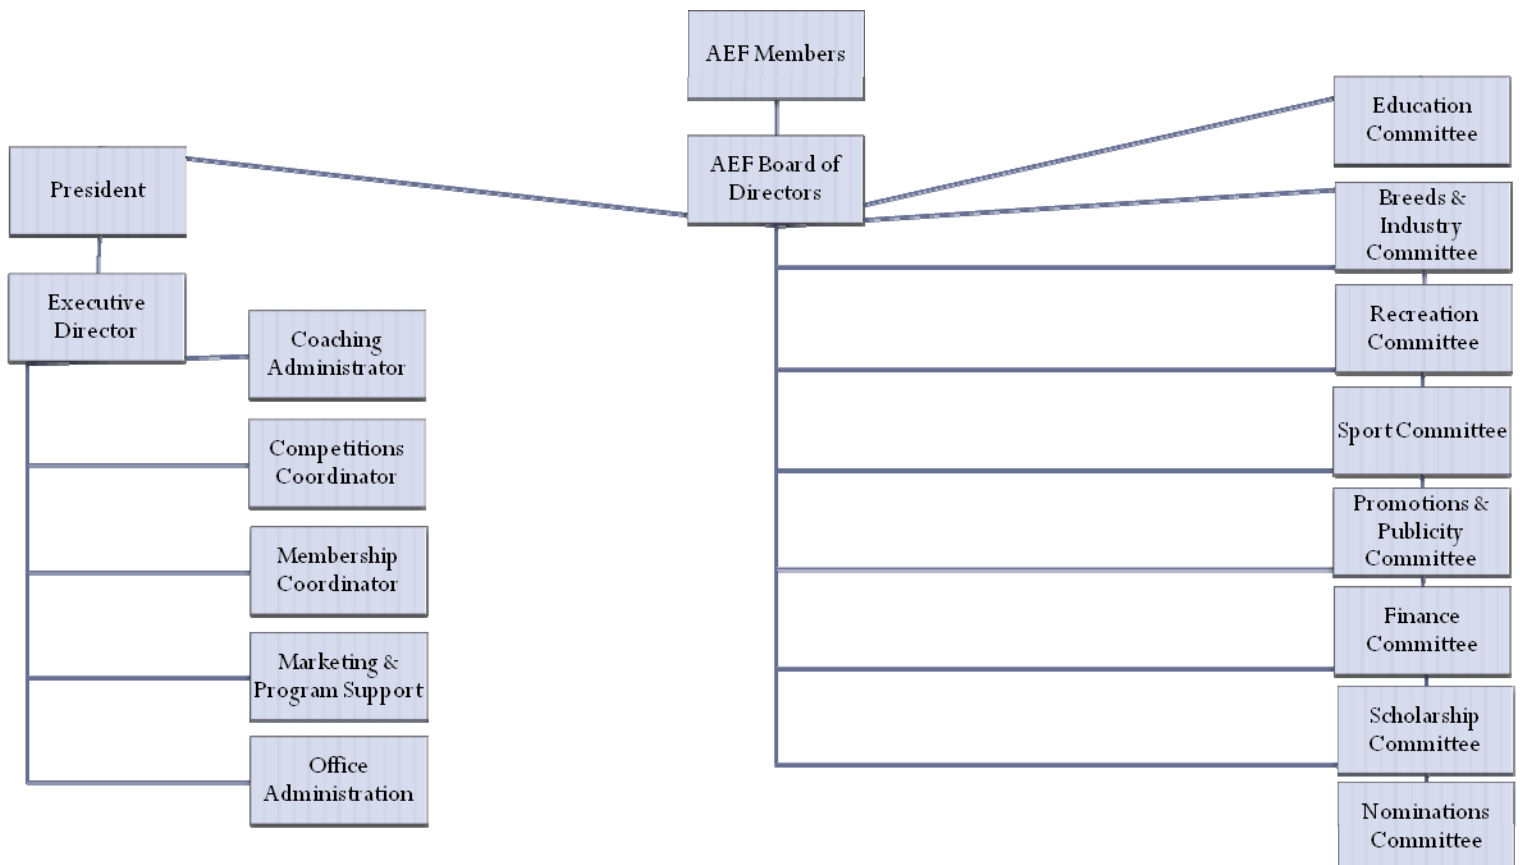 AEF Members
AEF Board of
Directors
President
Executive
Director
Coaching
Administrator
Competitions
Coordinator
Membership
Coordinator
Marketing &
Program Support
Office
Administration
Education
Committee
Breeds &
Industry
Committee
Recreation
Committee
Sport Committee
Promotions &
Publicity
Committee
Finance
Committee
Scholarship
Committee
Nominations
Committee